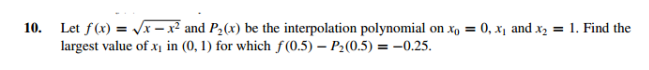 10. Let f(x) = √(x − x²) and P₂(x) be the interpolation polynomial on x₀ = 0, x₁ and x₂ = 1. Find the
largest value of x₁ in (0, 1) for which f(0.5) − P₂(0.5) = −0.25.